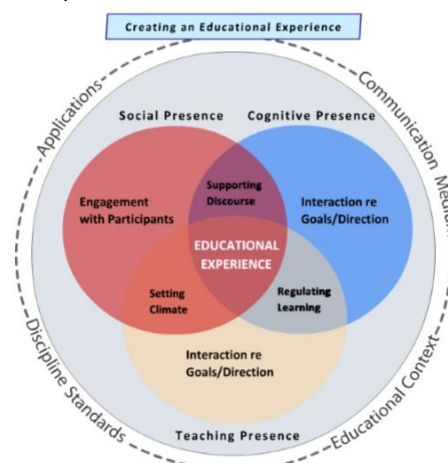 Creating an Educational Experience
Applications
Communication
Social Presence
Cognitive Presence
Engagement
with Participants
Supporting
Discourse
Interaction re
Goals/Direction
EDUCATIONAL
EXPERIENCE
Setting
Climate
Regulating
Learning
Interaction re
Goals/Direction
Teaching Presence
Discipline Standards
Educational Context